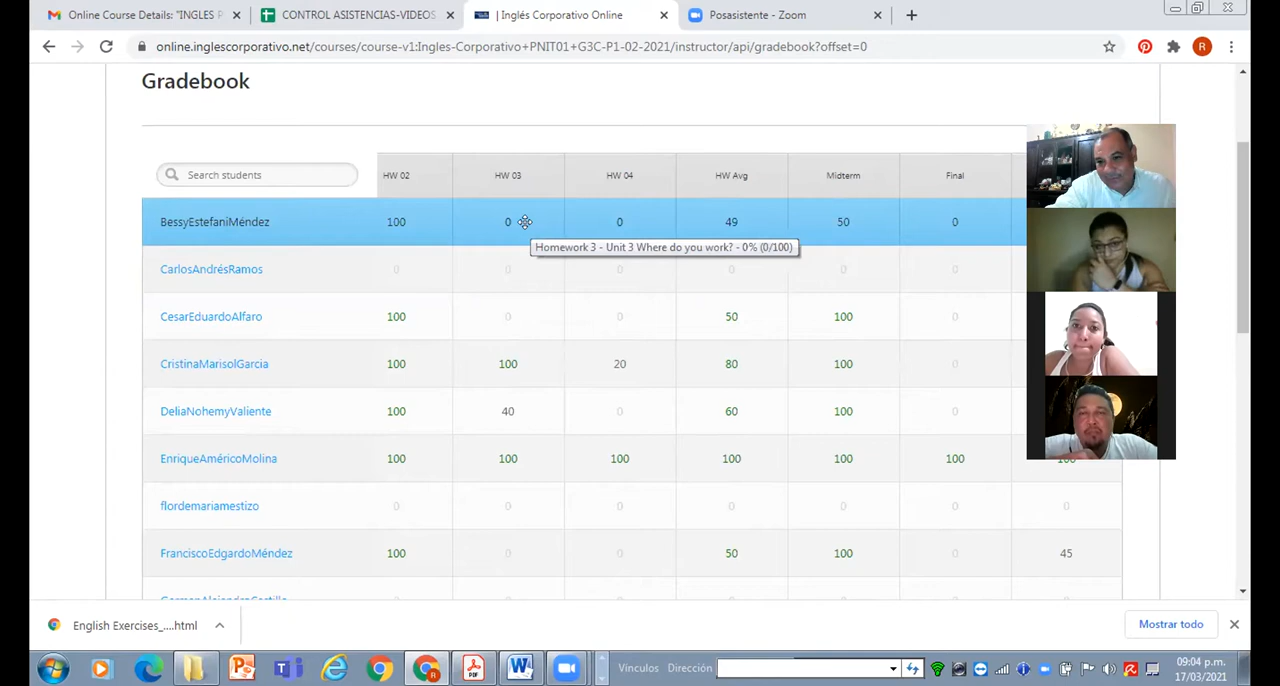 Online Course Details: "INGLES P
CONTROL ASISTENCIAS-VIDEOS
| Inglés Corporativo Online
Posasistente - Zoom
online.inglescorporativo.net/courses/course-v1:Ingles-Corporativo+PNIT01+G3C-P1-02-2021/instructor/api/gradebook?offset=0
R
Gradebook
Search students
HW 02 HW 03 HW 04 HW Avg Midterm Final
BessyEstefaniMéndez 100 0 0 49 50 0
Homework 3 - Unit 3 Where do you work? - 0% (0/100)
CarlosAndrésRamos 0 0 0 0 0 0
CesarEduardoAlfaro 100 0 0 50 100 0
CristinaMarisolGarcia 100 100 20 80 100 0
DeliaNohemyValiente 100 40 0 60 100 0
EnriqueAméricoMolina 100 100 100 100 100 100 100
flordemariamestizo 0 0 0 0 0 0 0
FranciscoEdgardoMéndez 100 0 0 50 100 0 45
English Exercises_....html
Mostrar todo
Vínculos Dirección
09:04 p.m.
17/03/2021